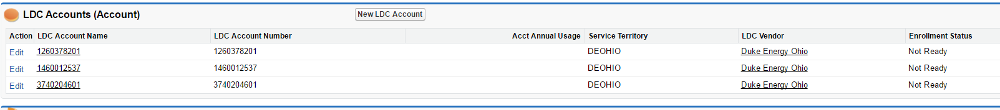 LDC Accounts (Account) New LDC Account
Action LDC Account Name LDC Account Number Acct Annual Usage Service Territory LDC Vendor Enrollment Status
Edit 1260378201 1260378201 DEOHIO Duke Energy Ohio Not Ready
Edit 1460012537 1460012537 DEOHIO Duke Energy Ohio Not Ready
Edit 3740204601 3740204601 DEOHIO Duke Energy Ohio Not Ready